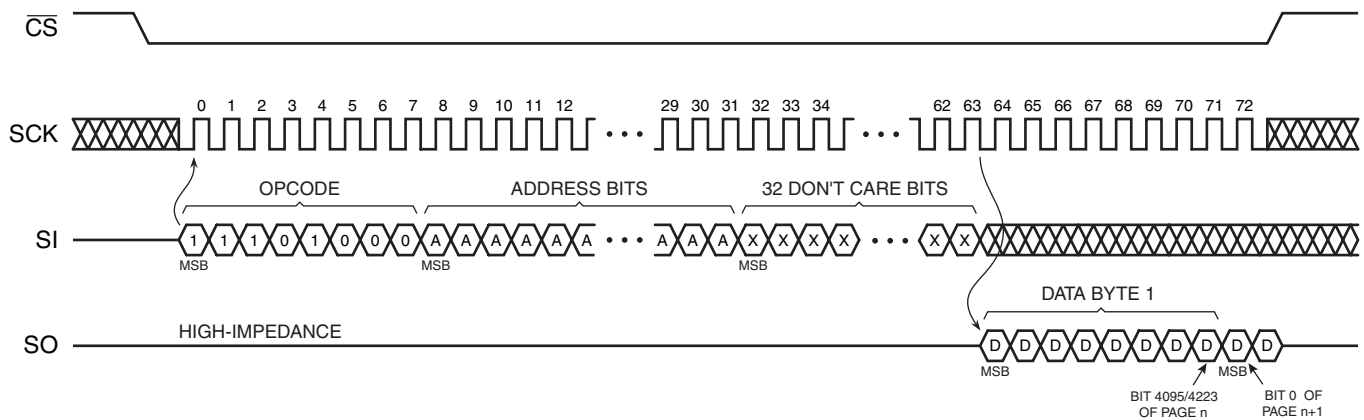 CS
0 1 2 3 4 5 6 7 8 9 10 11 12 29 30 31 32 33 34 62 63 64 65 66 67 68 69 70 71 72
SCK
OPCODE ADDRESS BITS 32 DON'T CARE BITS
SI 1 1 1 0 1 0 0 0 A A A A A A A A A X X X X X X
MSB MSB MSB
DATA BYTE 1
HIGH-IMPEDANCE
SO D D D D D D D D D D
MSB MSB
BIT 4095/4223
OF PAGE n
BIT 0 OF
PAGE n+1